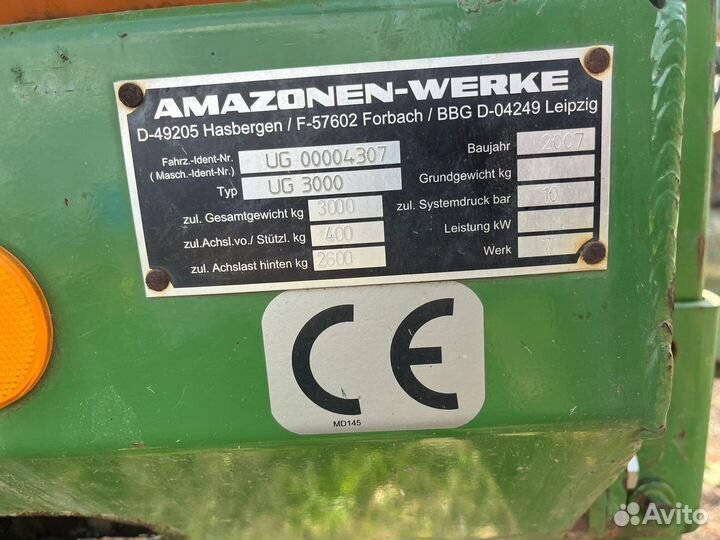 AMAZONEN-WERKE
D-49205 Hasbergen / F-57602 Forbach / BBG D-04249 Leipzig
Fahrz.-Ident-Nr. UG 00004307 Baujahr 2007
( Masch.-Ident-Nr.)
Typ UG 3000 Grundgewicht kg
zul. Gesamtgewicht kg 3000 zul. Systemdruck bar 10
zul.Achsl.vo./ Stützl. kg 400 Leistung kW
zul. Achslast hinten kg 2600 Werk 7
CE
MD145
Avito